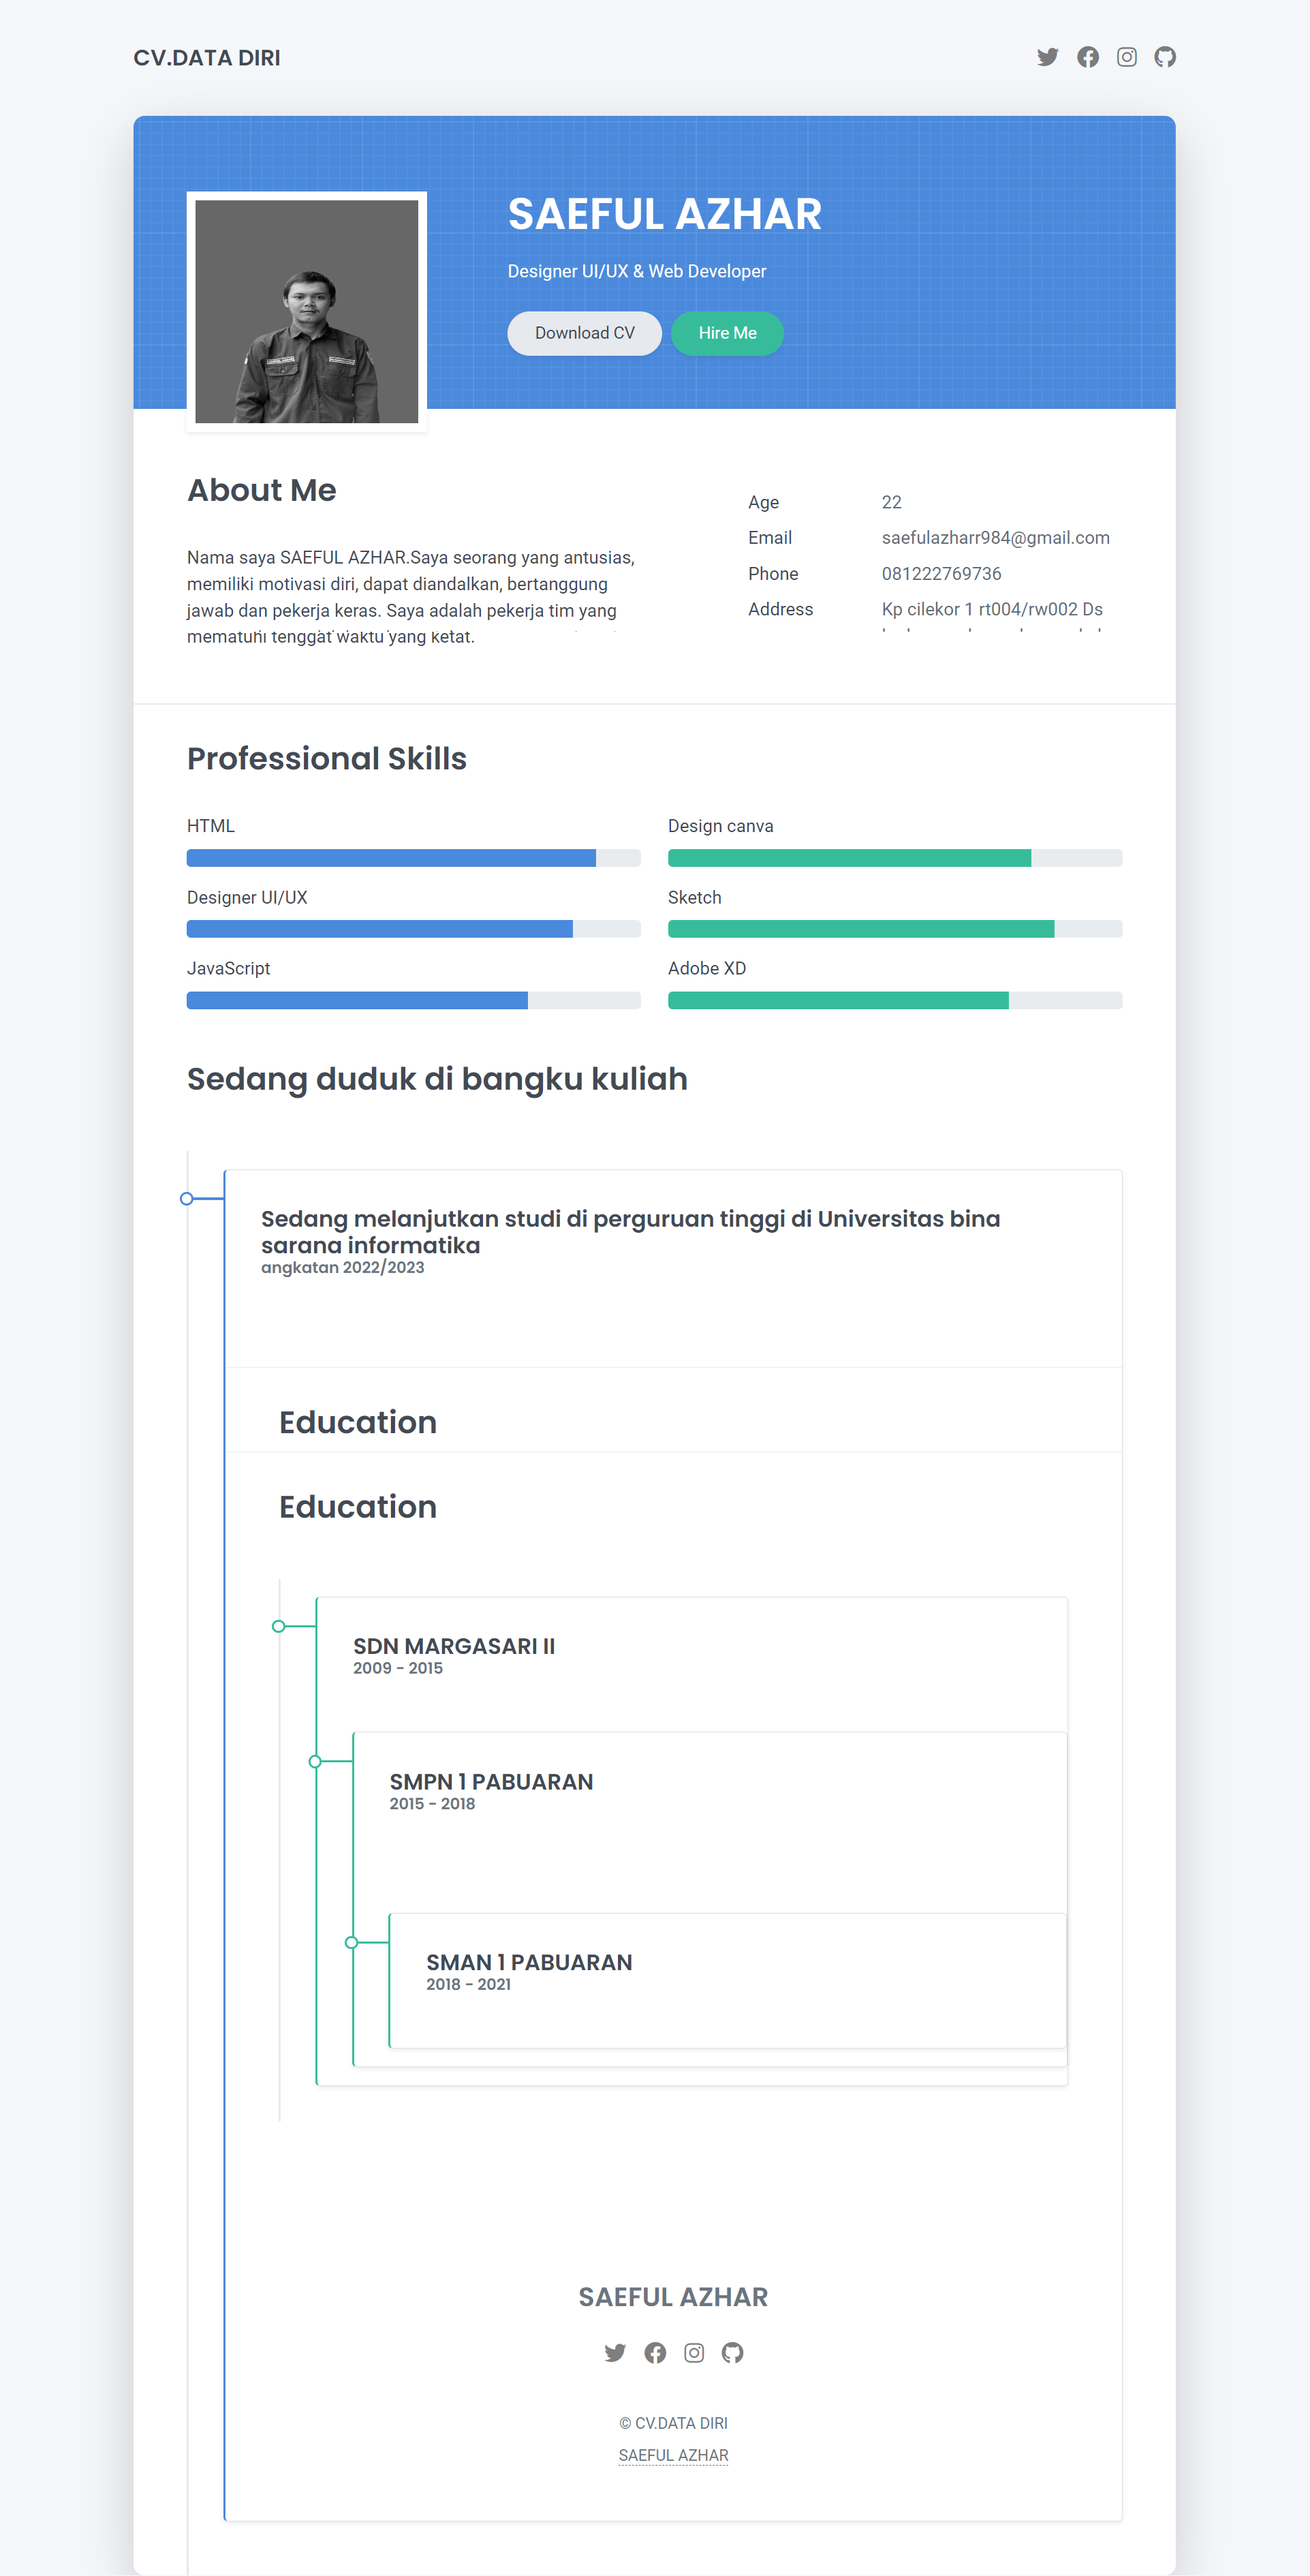 CV.DATA DIRI
SAEFUL AZHAR
Designer UI/UX & Web Developer
Download CV
Hire Me
About Me
Nama saya SAEFUL AZHAR.Saya seorang yang antusias,
memiliki motivasi diri, dapat diandalkan, bertanggung
jawab dan pekerja keras. Saya adalah pekerja tim yang
mematuhi tenggat waktu yang ketat.
Age 22
Email saefulazharr984@gmail.com
Phone 081222769736
Address Kp cilekor 1 rt004/rw002 Ds
Professional Skills
HTML
Design canva
Designer UI/UX
Sketch
JavaScript
Adobe XD
Sedang duduk di bangku kuliah
Sedang melanjutkan studi di perguruan tinggi di Universitas bina
sarana informatika
angkatan 2022/2023
Education
Education
SDN MARGASARI II
2009 - 2015
SMPN 1 PABUARAN
2015 - 2018
SMAN 1 PABUARAN
2018 - 2021
SAEFUL AZHAR
© CV.DATA DIRI
SAEFUL AZHAR